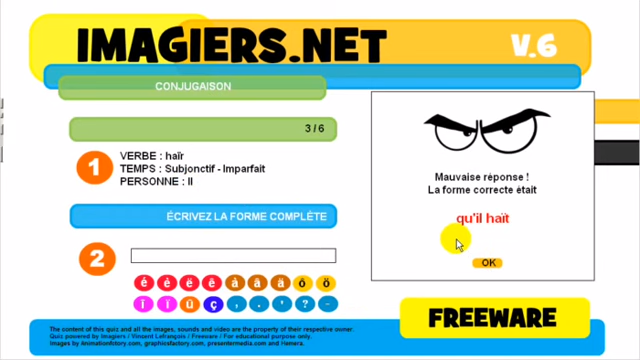 IMAGIERS.NET
V.6
CONJUGAISON
3 / 6
1
VERBE : haïr
TEMPS : Subjonctif - Imparfait
PERSONNE : Il
Mauvaise réponse !
La forme correcte était
qu'il haït
OK
ÉCRIVEZ LA FORME COMPLÈTE
2
ç , . ' ? -
FREEWARE
The content of this quiz and all the images, sounds and video are the property of their respective owner.
Quiz powered by Imagiers / Vincent Lefrançois / Freeware / For educational purpose only.
Images by Animationfactory.com, graphicsfactory.com, presentermedia.com and Hemera.